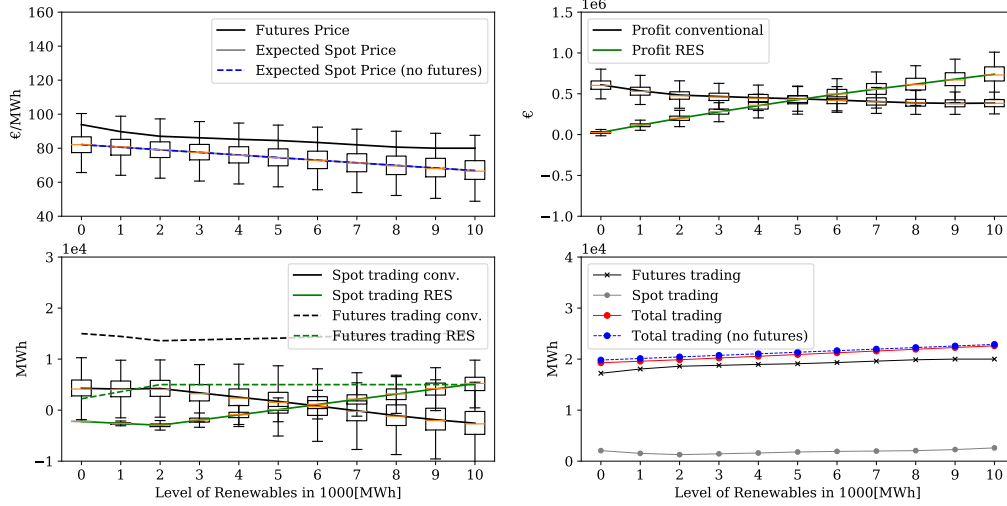 160
140
120
100
80
60
40
€/MWh
0 1 2 3 4 5 6 7 8 9 10
Futures Price
Expected Spot Price
Expected Spot Price (no futures)
1e6
1.5
1.0
0.5
0.0
−0.5
−1.0
€
0 1 2 3 4 5 6 7 8 9 10
Profit conventional
Profit RES
1e4
3
2
1
0
−1
MWh
0 1 2 3 4 5 6 7 8 9 10
Level of Renewables in 1000[MWh]
Spot trading conv.
Spot trading RES
Futures trading conv.
Futures trading RES
1e4
4
3
2
1
0
MWh
0 1 2 3 4 5 6 7 8 9 10
Level of Renewables in 1000[MWh]
Futures trading
Spot trading
Total trading
Total trading (no futures)